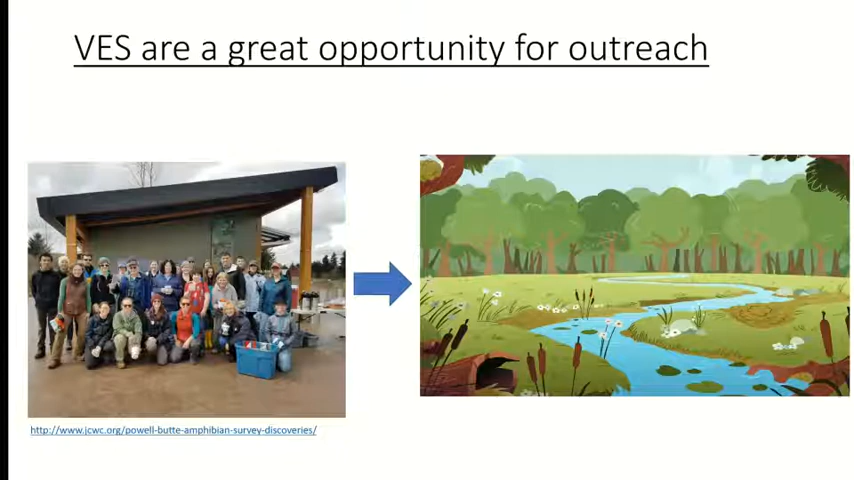 VES are a great opportunity for outreach
http://www.jcwc.org/powell-butte-amphibian-survey-discoveries/